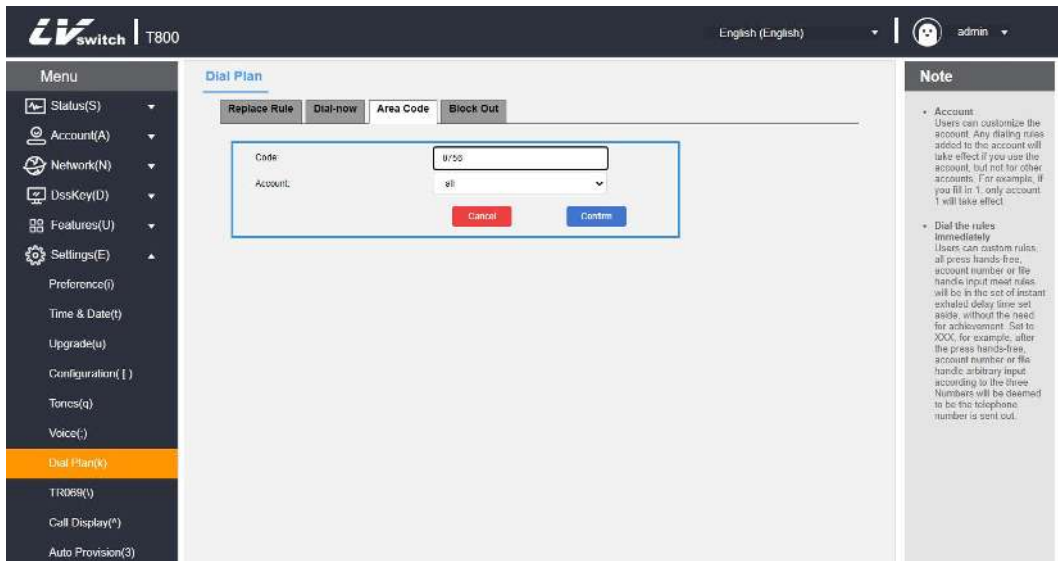 LVswitch | T800
English (English)
admin
Menu
Status(S)
Account(A)
Network(N)
DssKey(D)
Features(U)
Settings(E)
Preference(i)
Time & Date(t)
Upgrade(u)
Configuration( [ )
Tones(q)
Voice(;)
Dial Plan(k)
TR069(\)
Call Display(^)
Auto Provision(3)
Dial Plan
Replace Rule
Dial-now
Area Code
Block Out
Code:
0756
Account:
all
Cancel
Confirm
Note
• Account
Users can customize the
account. Any dialing rules
added to the account will
take effect if you use the
account, but not for other
accounts. For example, if
you fill in 1, only account
1 will take effect
• Dial the rules
immediately
Users can custom rules,
all press hands-free,
account number or file
handle input meet rules
will be in the set of instant
exhaled delay time set
aside, without the need
for achievement. Set to
XXX, for example, after
the press hands-free,
account number or file
handle arbitrary input
according to the three
Numbers will be deemed
to be the telephone
number is sent out.